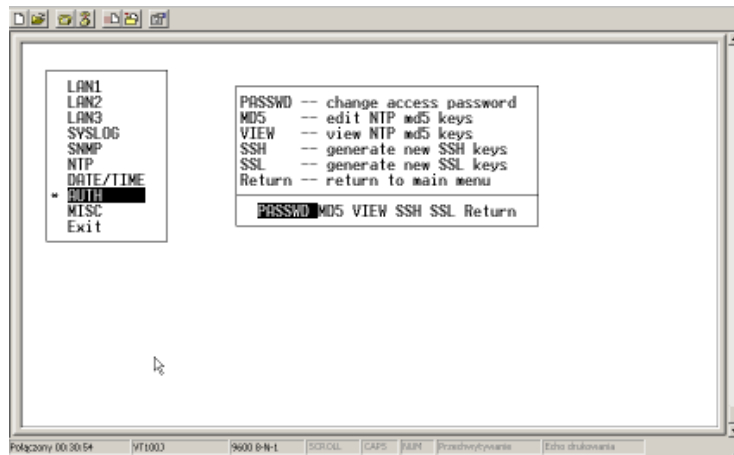 LAN1
LAN2
LAN3
SYSLOG
SNMP
NTP
DATE/TIME
* AUTH
MISC
Exit
PASSWD -- change access password
MD5 -- edit NTP md5 keys
VIEW -- view NTP md5 keys
SSH -- generate new SSH keys
SSL -- generate new SSL keys
Return -- return to main menu
PASSWD MD5 VIEW SSH SSL Return
Połączony 00:30:54 VT100J 9600 8-N-1 SCROLL CAPS NUM Przechwytywanie Echo drukowania